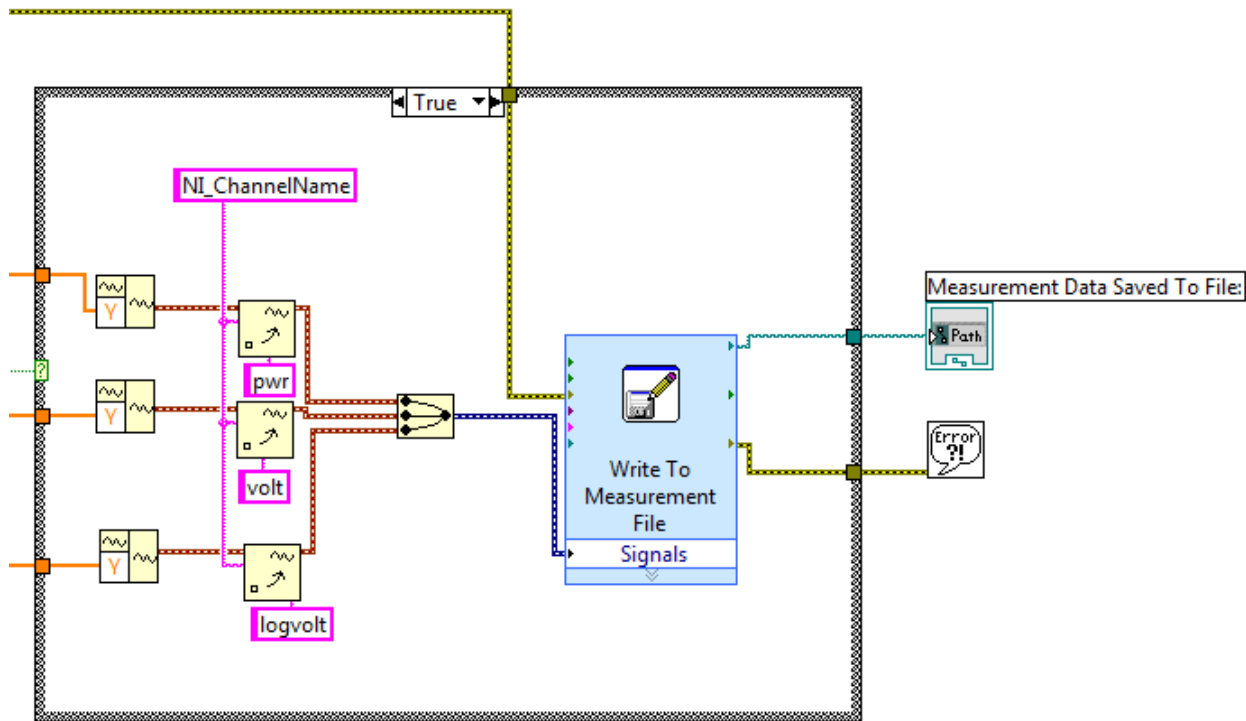 True
NI_ChannelName
Measurement Data Saved To File:
Y
pwr
Path
?
Y
volt
Error
?!
Write To
Measurement
File
Signals
Y
logvolt